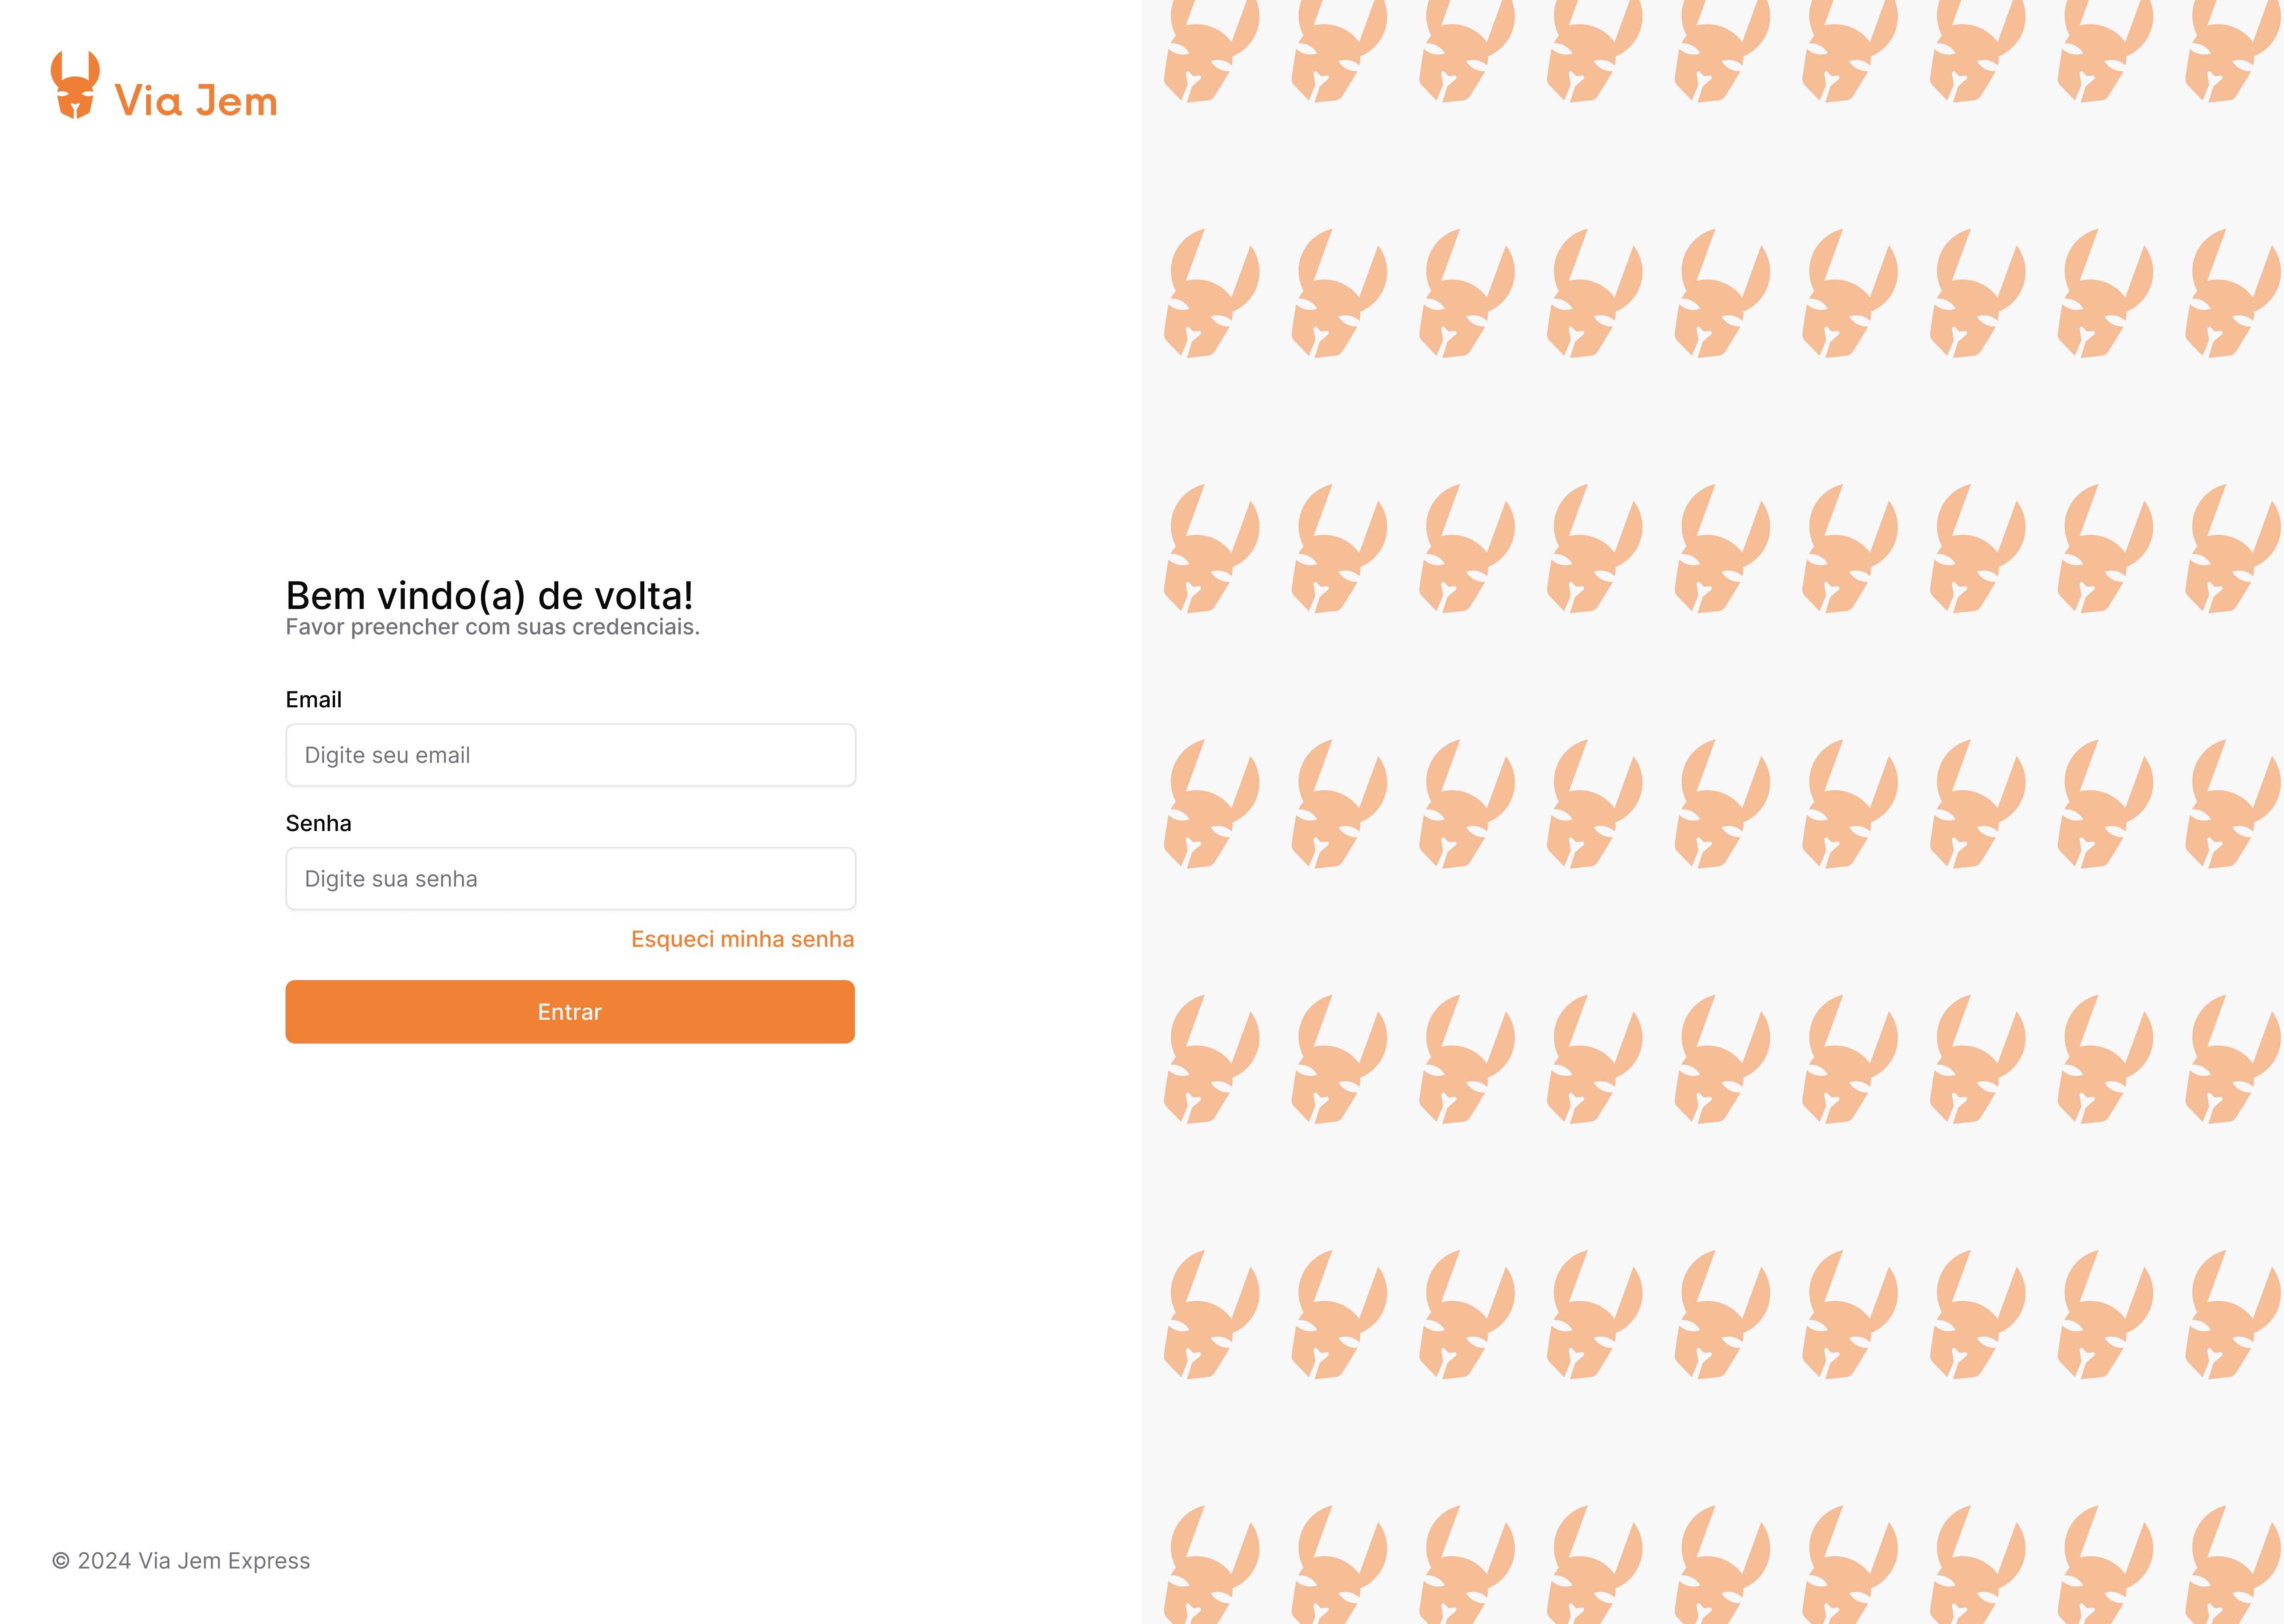 Via Jem
Bem vindo(a) de volta!
Favor preencher com suas credenciais.
Email
Digite seu email
Senha
Digite sua senha
Esqueci minha senha
Entrar
© 2024 Via Jem Express